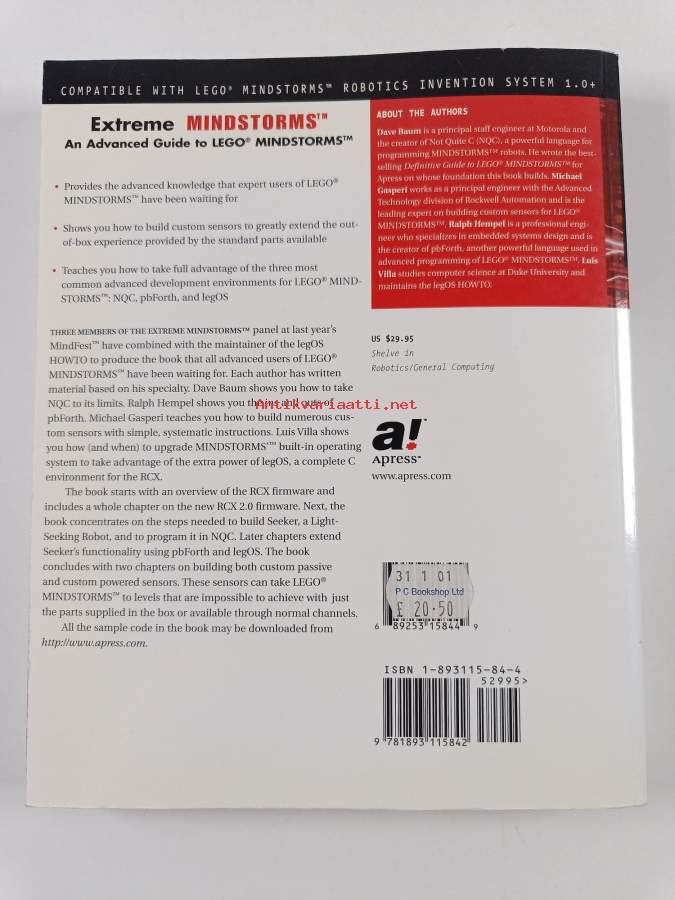 COMPATIBLE WITH LEGO® MINDSTORMS™ ROBOTICS INVENTION SYSTEM 1.0+
Extreme MINDSTORMS™
An Advanced Guide to LEGO® MINDSTORMS™
• Provides the advanced knowledge that expert users of LEGO®
MINDSTORMS™ have been waiting for
• Shows you how to build custom sensors to greatly extend the out-
of-box experience provided by the standard parts available
• Teaches you how to take full advantage of the three most
common advanced development environments for LEGO® MIND-
STORMS™: NQC, pbForth, and legOS
THREE MEMBERS OF THE EXTREME MINDSTORMS™ panel at last year's
MindFest™ have combined with the maintainer of the legOS
HOWTO to produce the book that all advanced users of LEGO®
MINDSTORMS™ have been waiting for. Each author has written
material based on his specialty. Dave Baum shows you how to take
NQC to its limits. Ralph Hempel shows you the ins and outs of
pbForth. Michael Gasperi teaches you how to build numerous cus-
tom sensors with simple, systematic instructions. Luis Villa shows
you how (and when) to upgrade MINDSTORMS™ built-in operating
system to take advantage of the extra power of legOS, a complete C
environment for the RCX.
The book starts with an overview of the RCX firmware and
includes a whole chapter on the new RCX 2.0 firmware. Next, the
book concentrates on the steps needed to build Seeker, a Light-
Seeking Robot, and to program it in NQC. Later chapters extend
Seeker's functionality using pbForth and legOS. The book
concludes with two chapters on building both custom passive
and custom powered sensors. These sensors can take LEGO®
MINDSTORMS™ to levels that are impossible to achieve with just
the parts supplied in the box or available through normal channels.
All the sample code in the book may be downloaded from
http://www.apress.com.
ABOUT THE AUTHORS
Dave Baum is a principal staff engineer at Motorola and
the creator of Not Quite C (NQC), a powerful language for
programming MINDSTORMS™ robots. He wrote the best-
selling Definitive Guide to LEGO® MINDSTORMS™ for
Apress on whose foundation this book builds. Michael
Gasperi works as a principal engineer with the Advanced
Technology division of Rockwell Automation and is the
leading expert on building custom sensors for LEGO®
MINDSTORMS™. Ralph Hempel is a professional engi-
neer who specializes in embedded systems design and is
the creator of pbForth, another powerful language used in
advanced programming of LEGO® MINDSTORMS™. Luis
Villa studies computer science at Duke University and
maintains the legOS HOWTO.
US $29.95
Shelve in
Robotics/General Computing
Antikvariaatti.net
a!™
Apress™
www.apress.com
31 1 01
P C Bookshop Ltd
£ 20.50
6 89253 15844 9
ISBN 1-893115-84-4
52995>
9 781893 115842